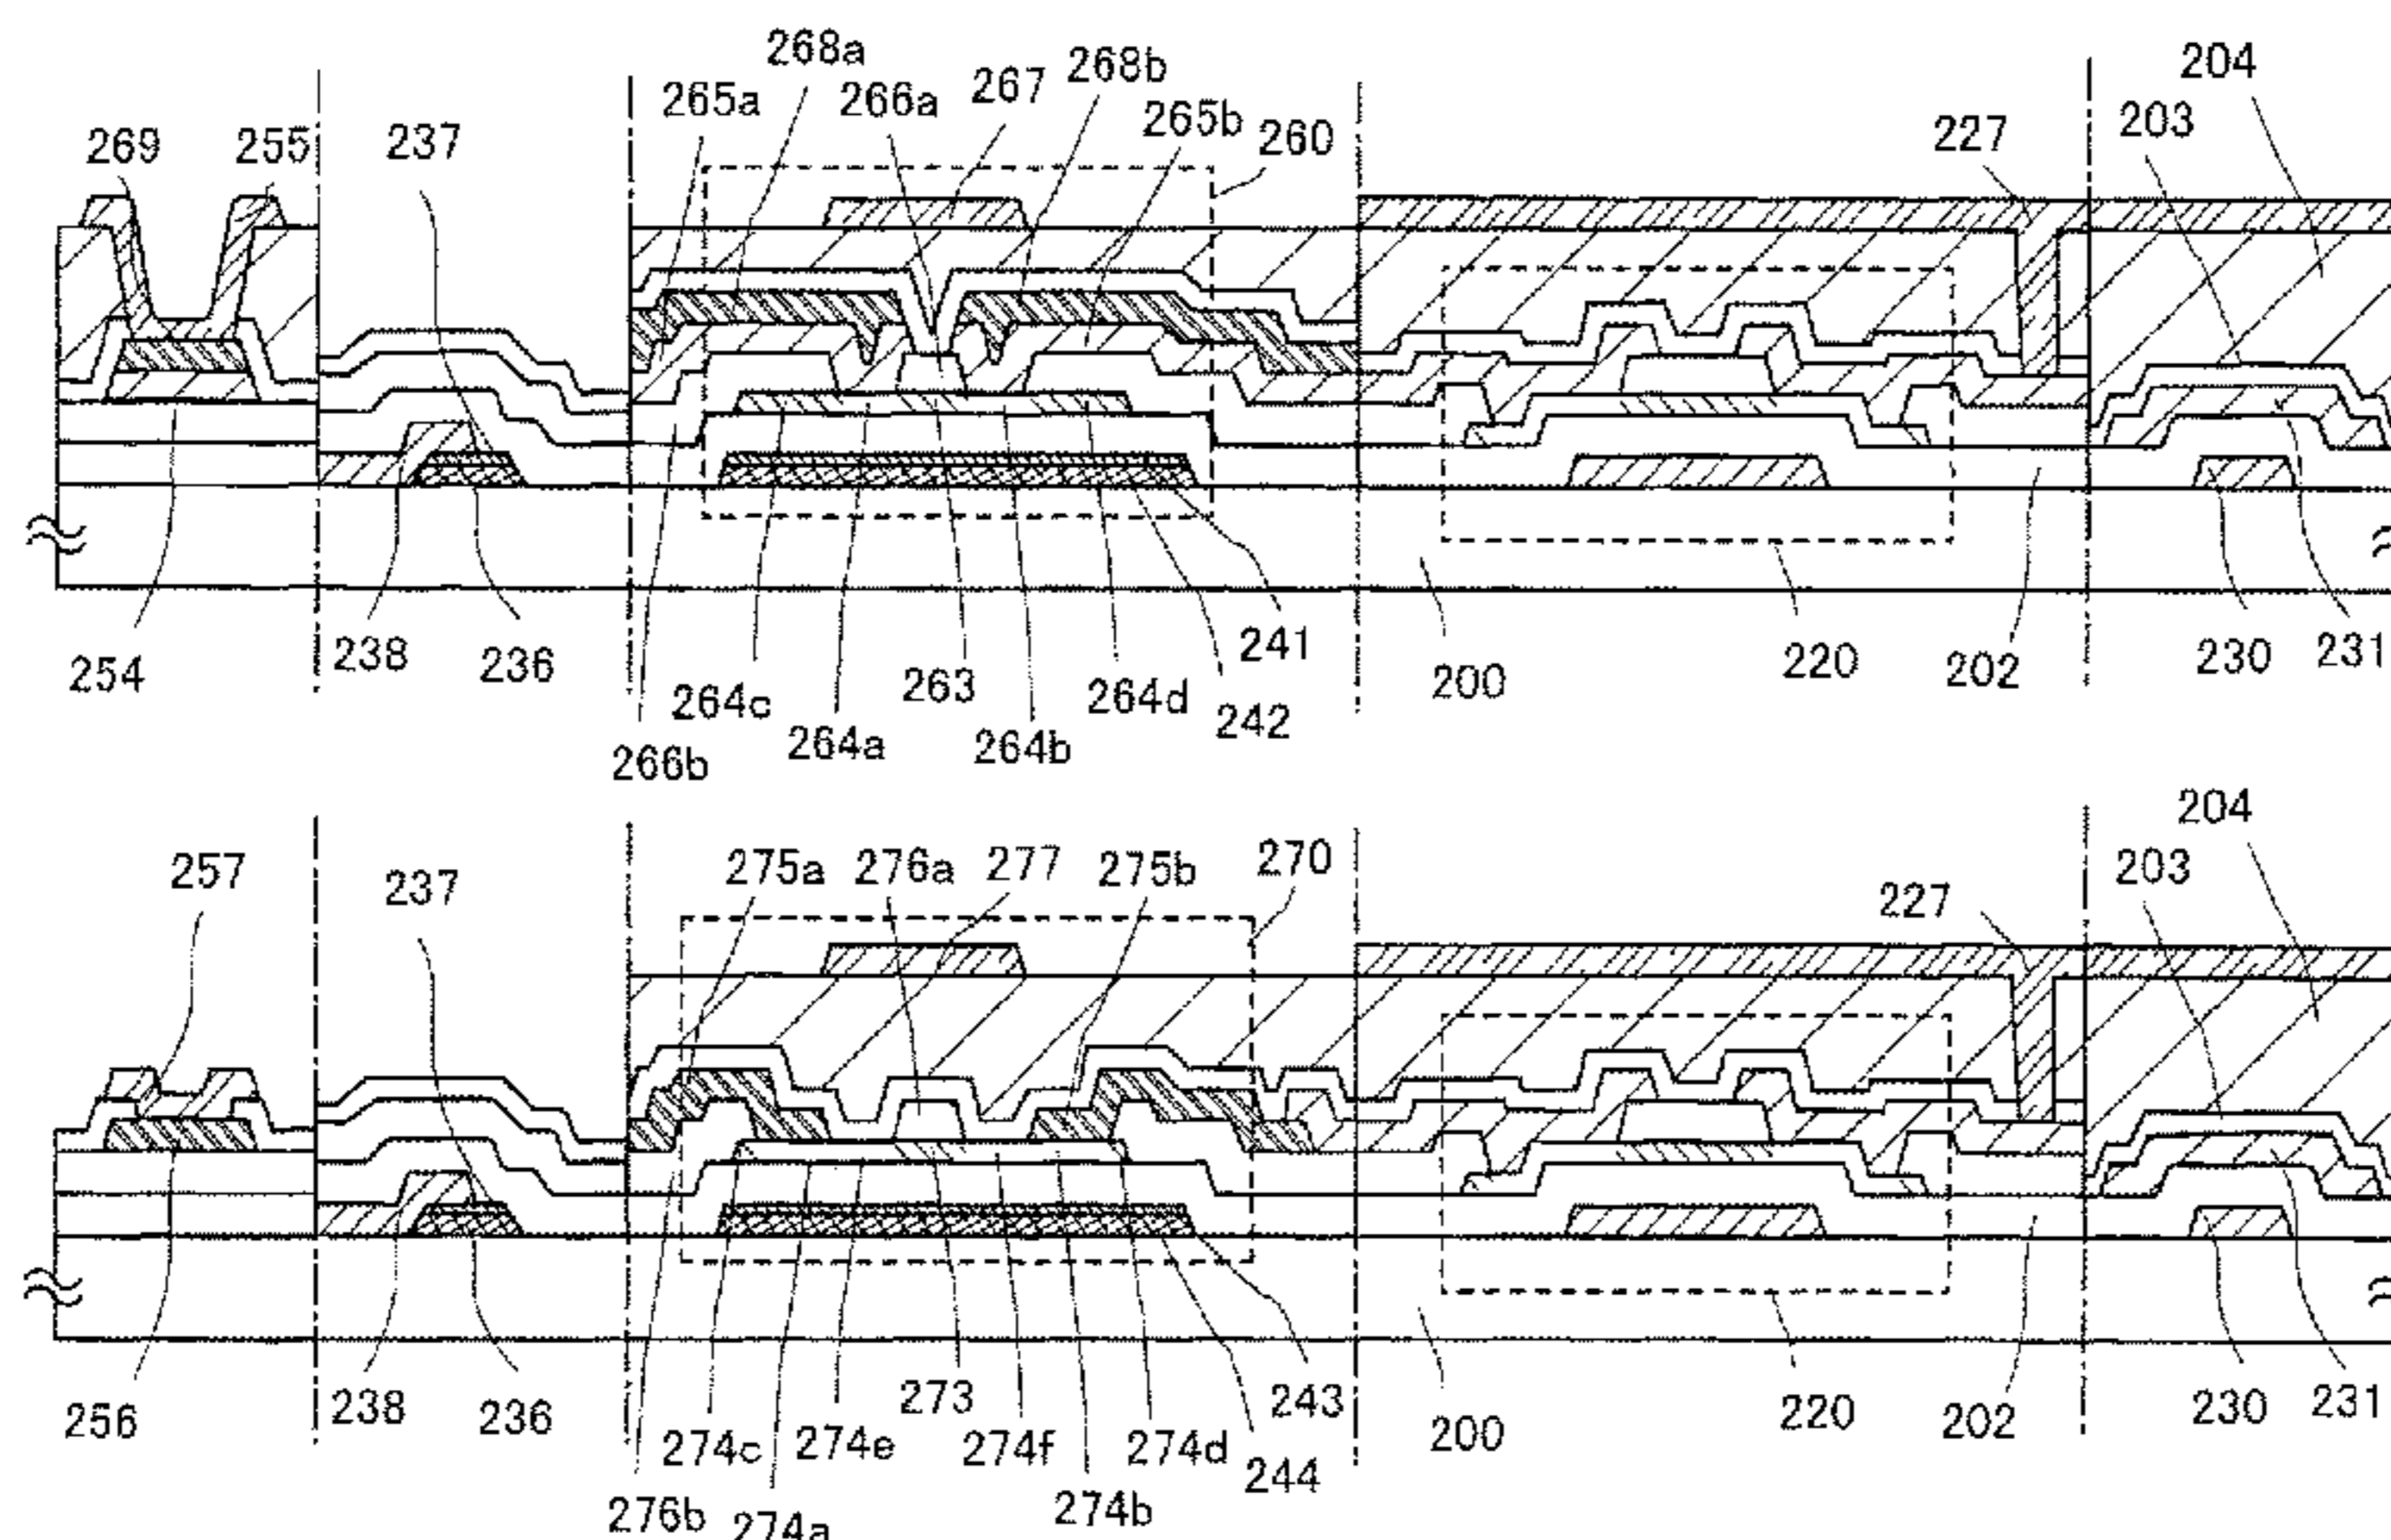 268a 268b 204
265a 266a 267
265b 227 203
269 255 237 260
241
238 254 236 264c 263 264d 200 220 202 230 231
242
266b 264a 264b
204
257 237 275a 276a 277 275b 270 203
227
243
256 238 236 274c 274e 273 274f 274d 200 220 202 230 231
244
276b 274a 274b